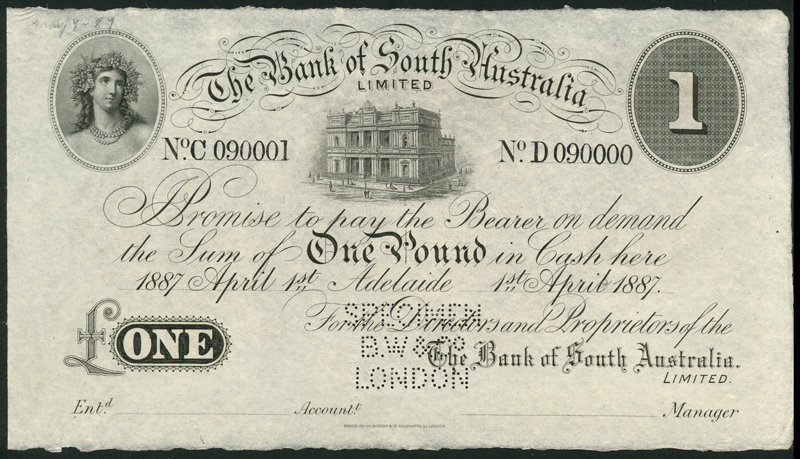 The Bank of South Australia
LIMITED
1
No. C 090001
No. D 090000
I Promise to pay the Bearer on demand
the Sum of One Pound in Cash here
1887 April 1st Adelaide 1st April 1887.
SPECIMEN
For the Directors and Proprietors of the
B.W & Co
The Bank of South Australia.
£ ONE
LONDON
LIMITED.
Ent.d
Account.t
Manager